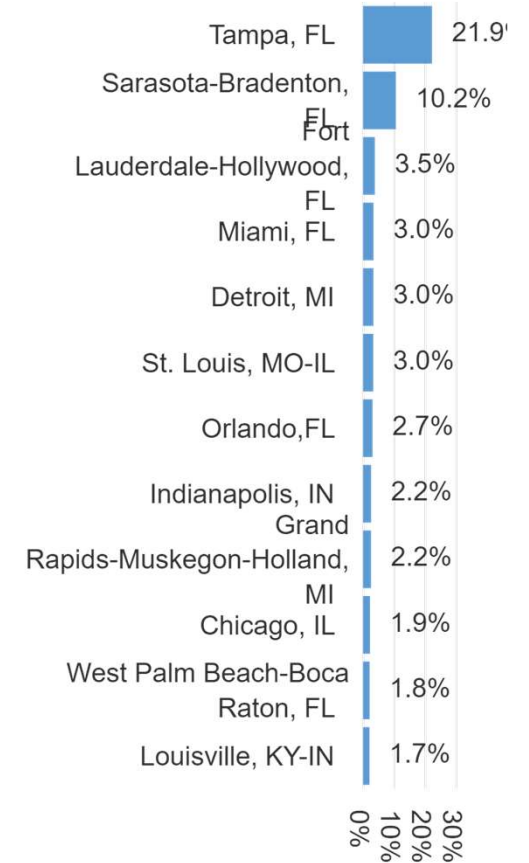 Tampa, FL 21.9
Sarasota-Bradenton,
FL 10.2%
Fort
Lauderdale-Hollywood, 3.5%
FL
Miami, FL 3.0%
Detroit, MI 3.0%
St. Louis, MO-IL 3.0%
Orlando,FL 2.7%
Indianapolis, IN 2.2%
Grand
Rapids-Muskegon-Holland, 2.2%
MI
Chicago, IL 1.9%
West Palm Beach-Boca
Raton, FL 1.8%
Louisville, KY-IN 1.7%
0% 10% 20% 30%